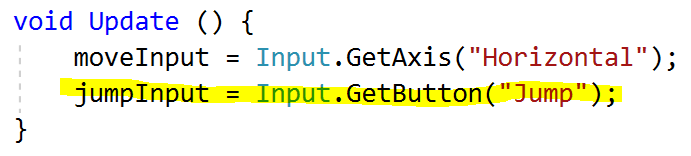 void Update () {
moveInput = Input.GetAxis("Horizontal");
jumpInput = Input.GetButton("Jump");
}